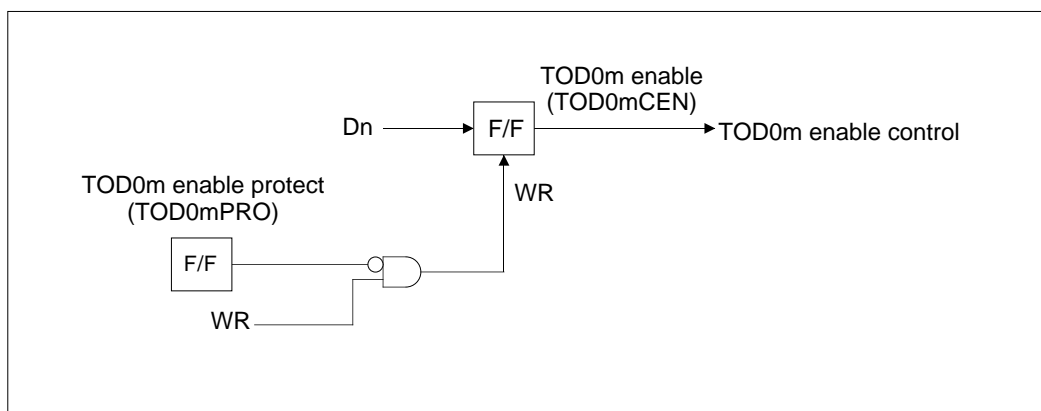 TOD0m enable
(TOD0mCEN)
Dn
F/F
TOD0m enable control
WR
TOD0m enable protect
(TOD0mPRO)
F/F
WR